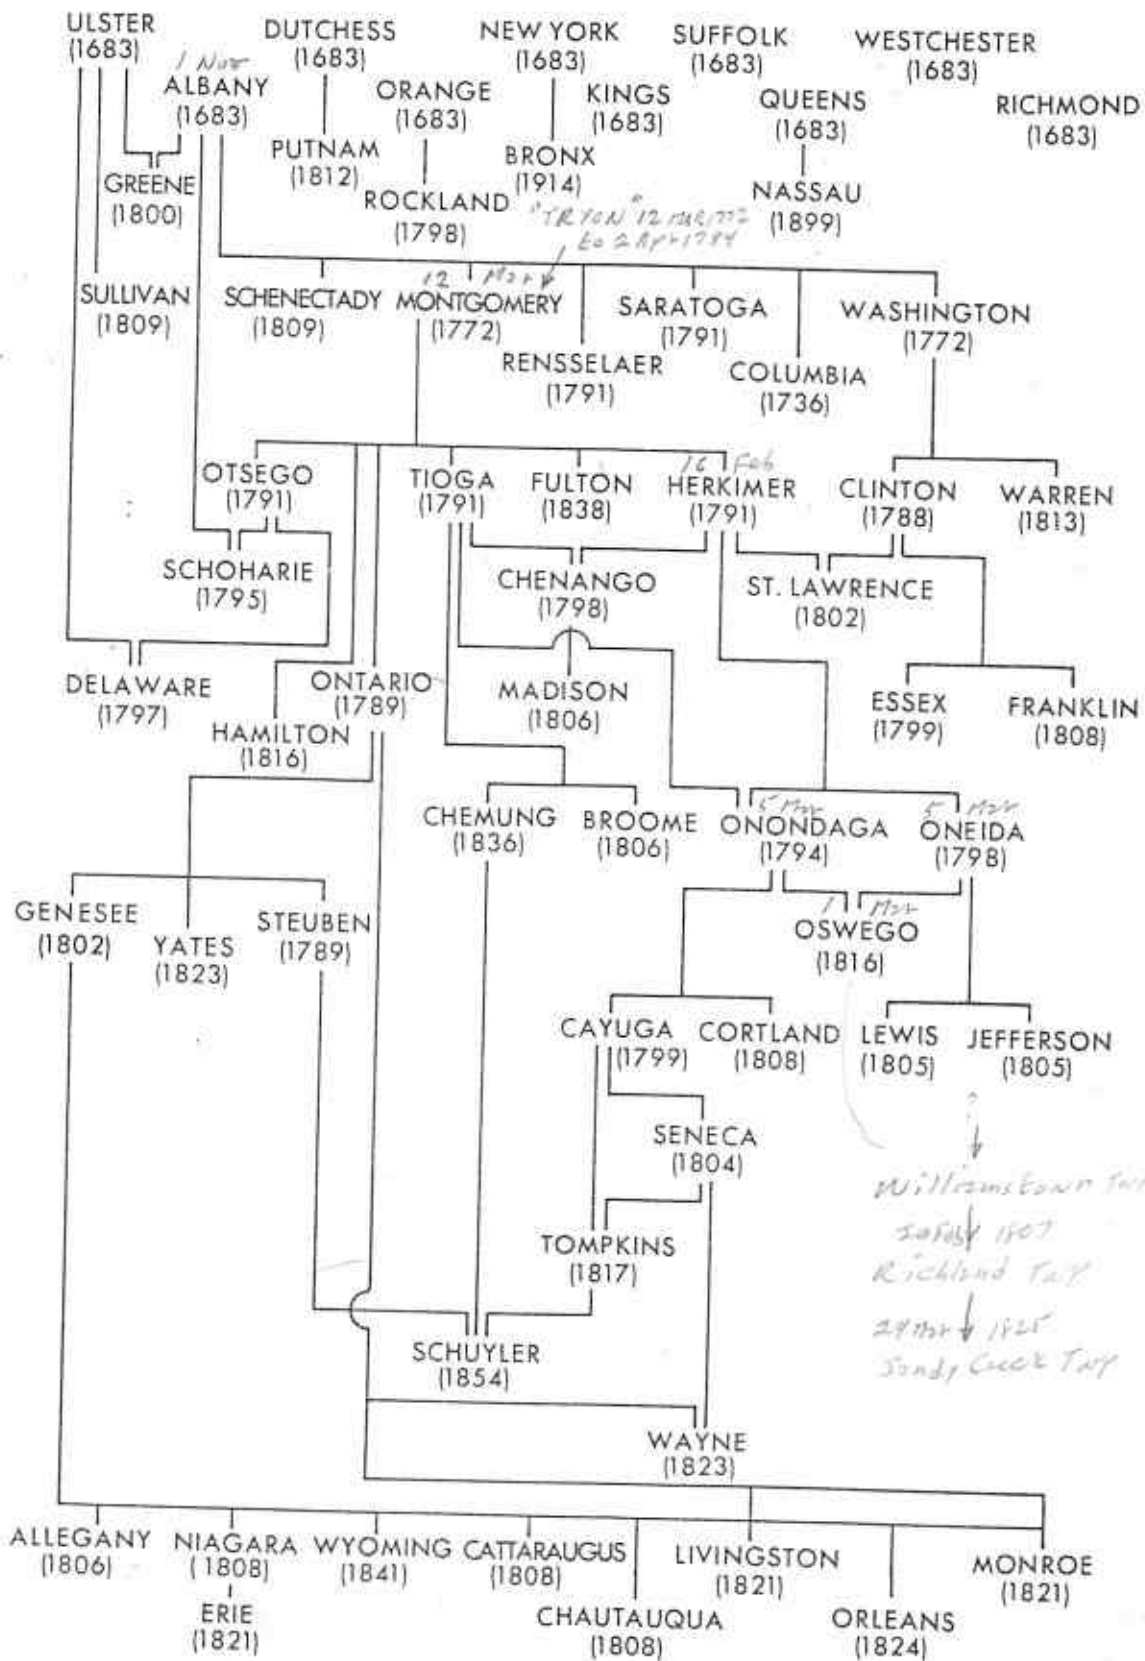 ULSTER
(1683)
DUTCHESS
(1683)
NEW YORK
(1683)
SUFFOLK
(1683)
WESTCHESTER
(1683)
1 Nov
ALBANY
(1683)
ORANGE
(1683)
KINGS
(1683)
QUEENS
(1683)
RICHMOND
(1683)
PUTNAM
(1812)
BRONX
(1914)
GREENE
(1800)
ROCKLAND
(1798)
NASSAU
(1899)
"TRYON" 12 MAR 1772
to 2 Apr 1784
SULLIVAN
(1809)
SCHENECTADY
(1809)
12 Mar
MONTGOMERY
(1772)
SARATOGA
(1791)
WASHINGTON
(1772)
RENSSELAER
(1791)
COLUMBIA
(1736)
OTSEGO
(1791)
TIOGA
(1791)
FULTON
(1838)
16 Feb
HERKIMER
(1791)
CLINTON
(1788)
WARREN
(1813)
SCHOHARIE
(1795)
CHENANGO
(1798)
ST. LAWRENCE
(1802)
DELAWARE
(1797)
ONTARIO
(1789)
MADISON
(1806)
ESSEX
(1799)
FRANKLIN
(1808)
HAMILTON
(1816)
CHEMUNG
(1836)
BROOME
(1806)
5 Mar
ONONDAGA
(1794)
5 Mar
ONEIDA
(1798)
GENESEE
(1802)
YATES
(1823)
STEUBEN
(1789)
1 Mar
OSWEGO
(1816)
CAYUGA
(1799)
CORTLAND
(1808)
LEWIS
(1805)
JEFFERSON
(1805)
?
SENECA
(1804)
Williamstown Twp
1807
Richland Twp
TOMPKINS
(1817)
24 Mar 1825
Sandy Creek Twp
SCHUYLER
(1854)
WAYNE
(1823)
ALLEGANY
(1806)
NIAGARA
(1808)
WYOMING
(1841)
CATTARAUGUS
(1808)
LIVINGSTON
(1821)
MONROE
(1821)
ERIE
(1821)
CHAUTAUQUA
(1808)
ORLEANS
(1824)